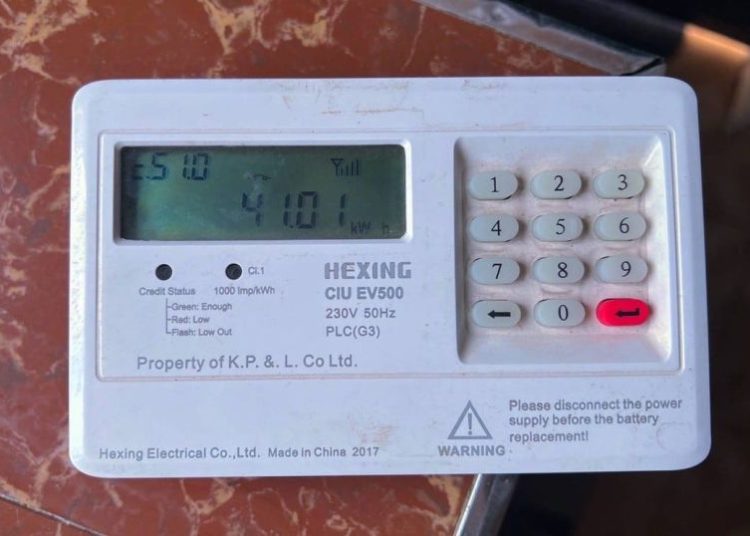 c.51.0
41.01
kWh
1 2 3
4 5 6
7 8 9
← 0 ↵
Cl.1
Credit Status 1000 Imp/kWh
Green: Enough
Red: Low
Flash: Low Out
HEXING
CIU EV500
230V 50Hz
PLC(G3)
Property of K.P. &. L. Co Ltd.
Please disconnect the power
supply before the battery
replacement!
WARNING
Hexing Electrical Co.,Ltd. Made in China 2017